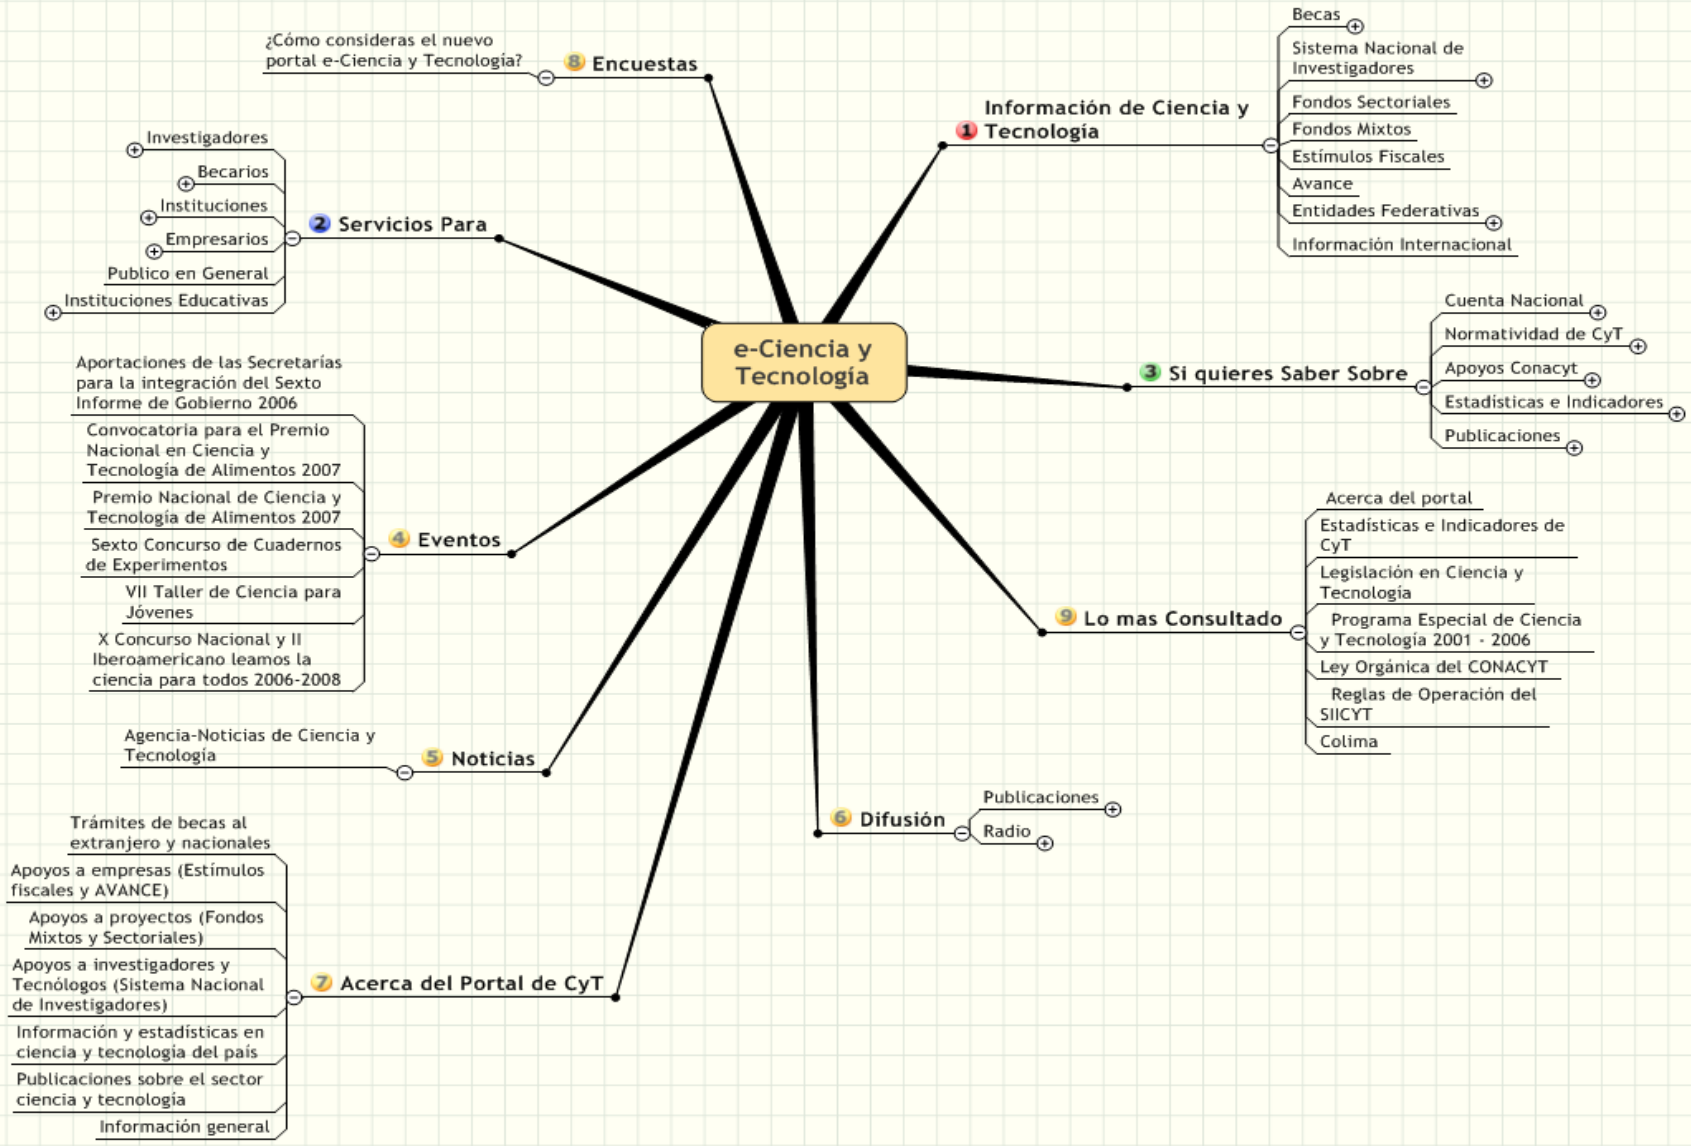 e-Ciencia y
Tecnología
1
Información de Ciencia y
Tecnología
Becas
Sistema Nacional de
Investigadores
Fondos Sectoriales
Fondos Mixtos
Estímulos Fiscales
Avance
Entidades Federativas
Información Internacional
2
Servicios Para
Investigadores
Becarios
Instituciones
Empresarios
Publico en General
Instituciones Educativas
3
Si quieres Saber Sobre
Cuenta Nacional
Normatividad de CyT
Apoyos Conacyt
Estadísticas e Indicadores
Publicaciones
4
Eventos
Aportaciones de las Secretarías
para la integración del Sexto
Informe de Gobierno 2006
Convocatoria para el Premio
Nacional en Ciencia y
Tecnología de Alimentos 2007
Premio Nacional de Ciencia y
Tecnología de Alimentos 2007
Sexto Concurso de Cuadernos
de Experimentos
VII Taller de Ciencia para
Jóvenes
X Concurso Nacional y II
Iberoamericano leamos la
ciencia para todos 2006-2008
5
Noticias
Agencia-Noticias de Ciencia y
Tecnología
6
Difusión
Publicaciones
Radio
7
Acerca del Portal de CyT
Trámites de becas al
extranjero y nacionales
Apoyos a empresas (Estímulos
fiscales y AVANCE)
Apoyos a proyectos (Fondos
Mixtos y Sectoriales)
Apoyos a investigadores y
Tecnólogos (Sistema Nacional
de Investigadores)
Información y estadísticas en
ciencia y tecnología del país
Publicaciones sobre el sector
ciencia y tecnología
Información general
8
Encuestas
¿Cómo consideras el nuevo
portal e-Ciencia y Tecnología?
9
Lo mas Consultado
Acerca del portal
Estadísticas e Indicadores de
CyT
Legislación en Ciencia y
Tecnología
Programa Especial de Ciencia
y Tecnología 2001 - 2006
Ley Orgánica del CONACYT
Reglas de Operación del
SIICYT
Colima